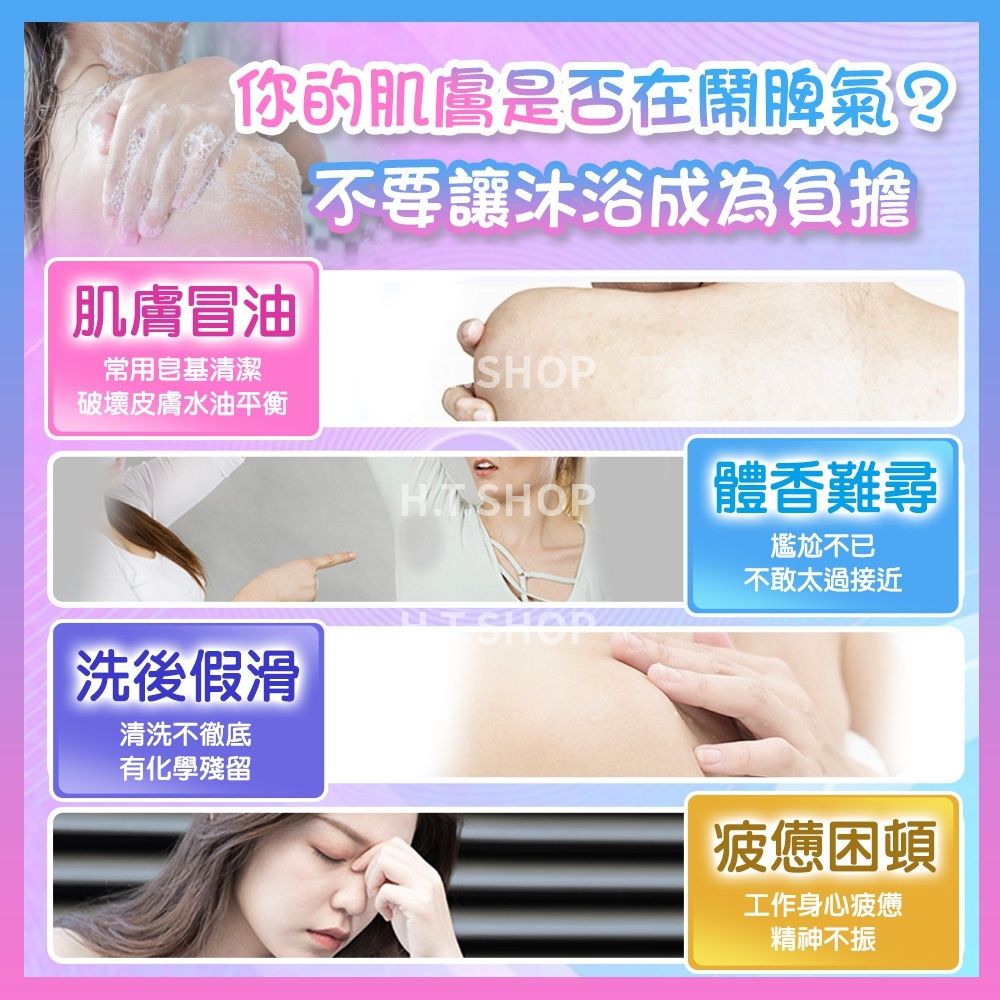 你的肌膚是否在鬧脾氣？
不要讓沐浴成為負擔
肌膚冒油
常用皂基清潔
破壞皮膚水油平衡
H.T.SHOP
體香難尋
尷尬不已
不敢太過接近
H.T.SHOP
H.T.SHOP
洗後假滑
清洗不徹底
有化學殘留
疲憊困頓
工作身心疲憊
精神不振